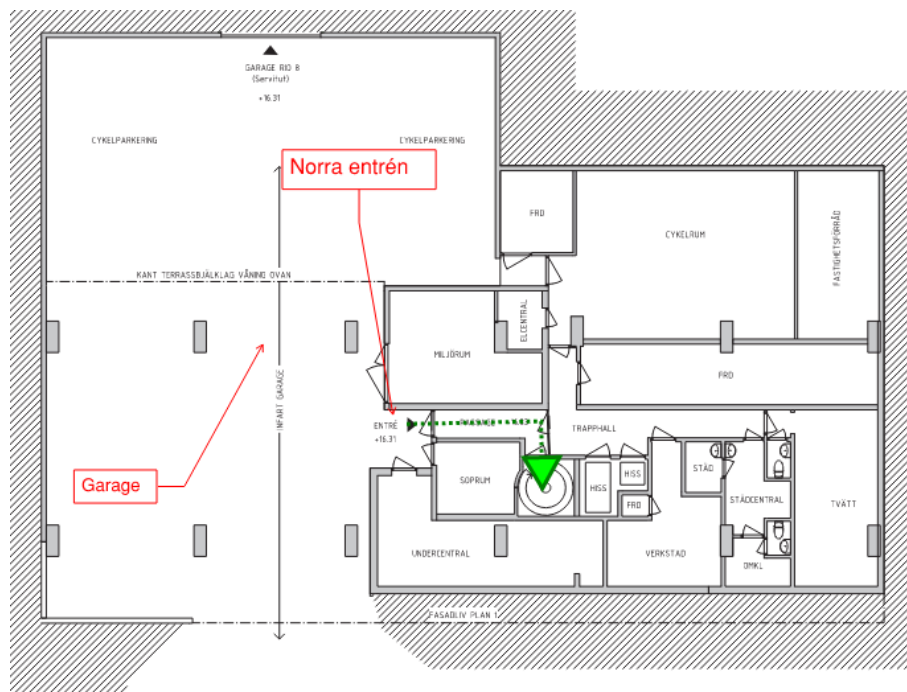 GARAGE RIO 8
(Servitut)
+16.31
CYKELPARKERING
CYKELPARKERING
Norra entrén
FRD
CYKELRUM
FASTIGHETSFÖRRÅD
KANT TERRASSBJÄLKLAG VÅNING OVAN
ELCENTRAL
MILJÖRUM
INFART GARAGE
FRD
ENTRÉ
+16.31
PASSAGE
TRAPPHALL
Garage
SOPRUM
HISS
HISS
STÄD
FRD
STÄDCENTRAL
TVÄTT
UNDERCENTRAL
VERKSTAD
OMKL
FASADLIV PLAN 1